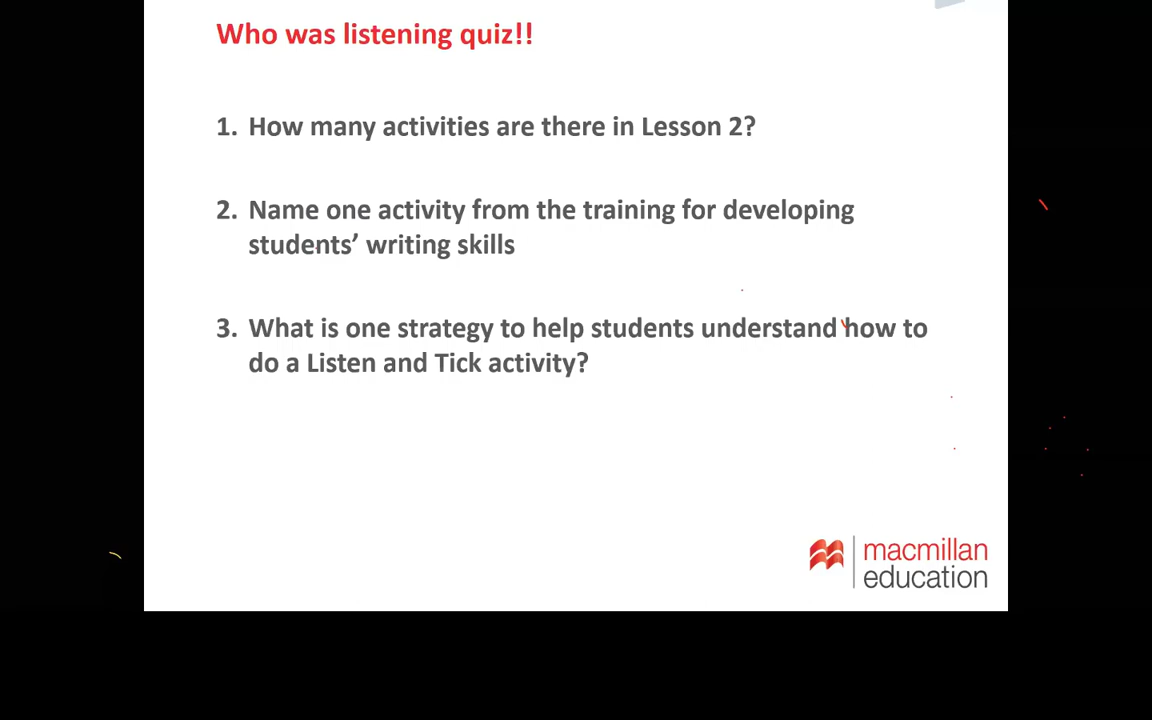 Who was listening quiz!!
1. How many activities are there in Lesson 2?
2. Name one activity from the training for developing
students’ writing skills
3. What is one strategy to help students understand how to
do a Listen and Tick activity?
macmillan
education